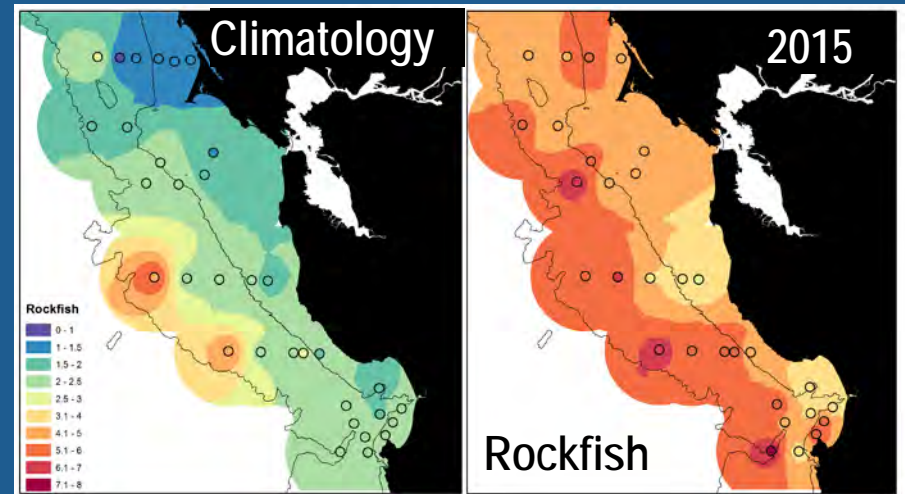 Climatology
2015
Rockfish
0 - 1
1 - 1.5
1.5 - 2
2 - 2.5
2.5 - 3
3.1 - 4
4.1 - 5
5.1 - 6
6.1 - 7
7.1 - 8
Rockfish